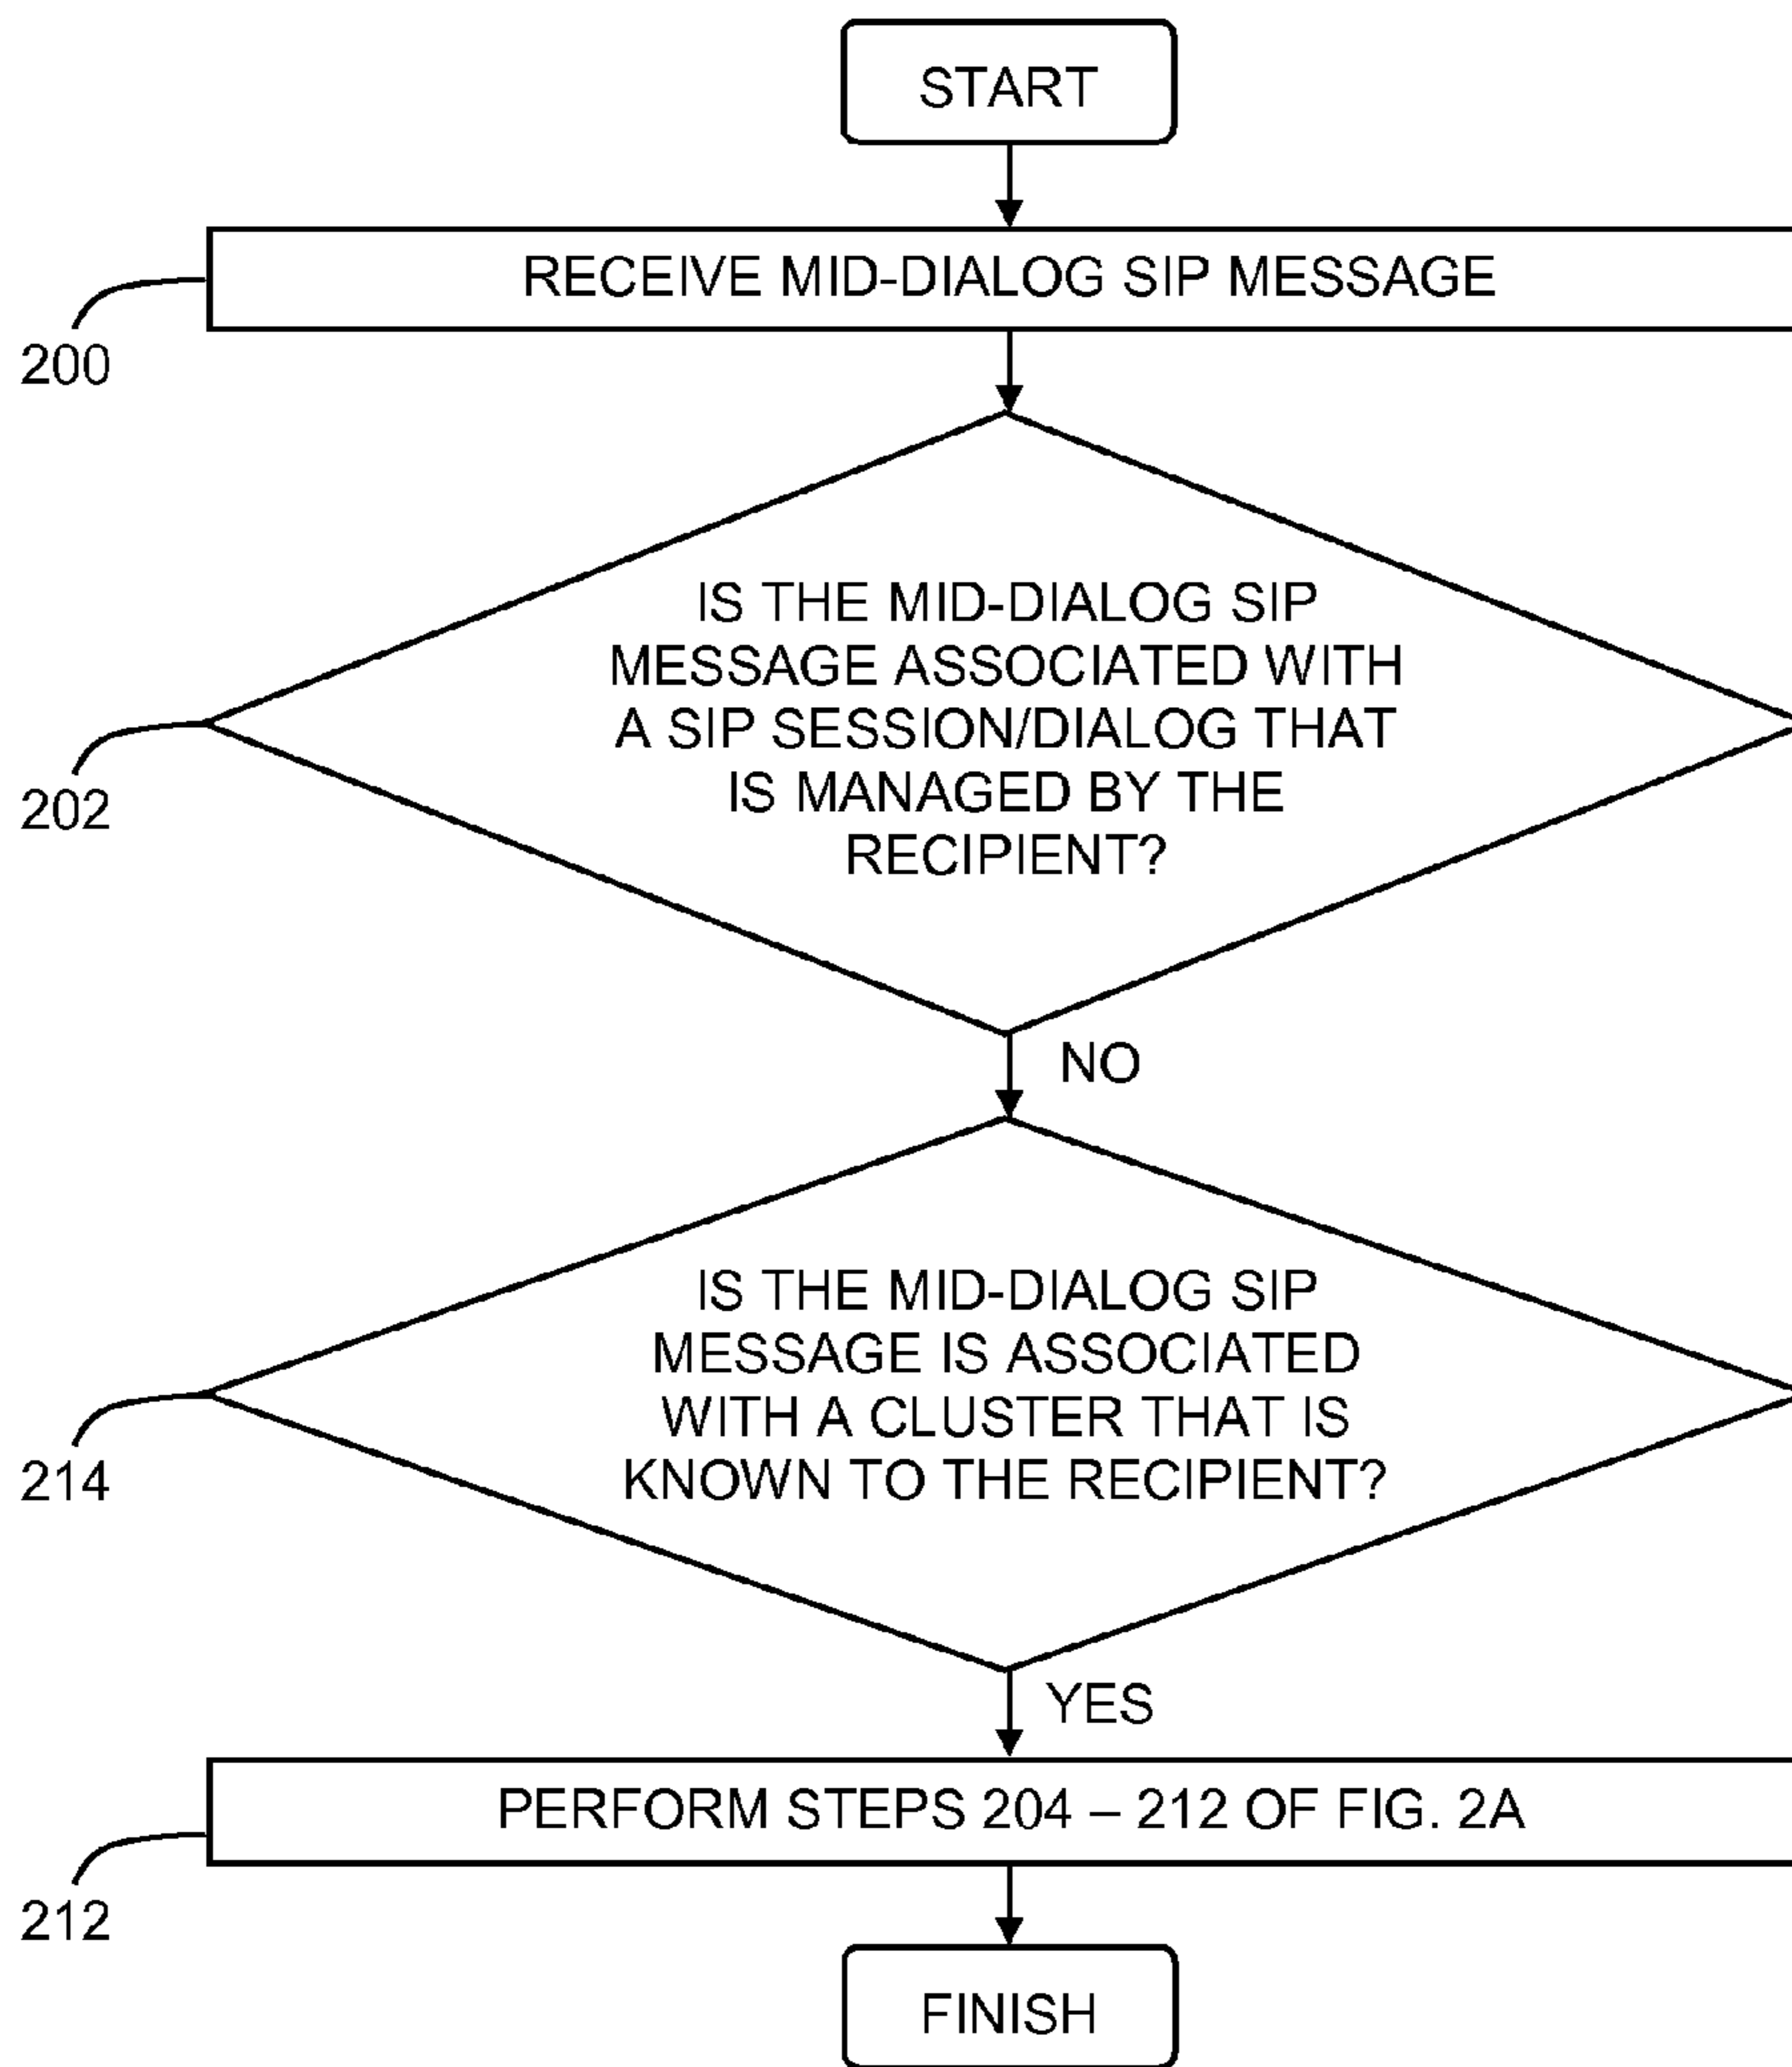 START
RECEIVE MID-DIALOG SIP MESSAGE
200
IS THE MID-DIALOG SIP
MESSAGE ASSOCIATED WITH
A SIP SESSION/DIALOG THAT
IS MANAGED BY THE
RECIPIENT?
202
NO
IS THE MID-DIALOG SIP
MESSAGE IS ASSOCIATED
WITH A CLUSTER THAT IS
KNOWN TO THE RECIPIENT?
214
YES
PERFORM STEPS 204 – 212 OF FIG. 2A
212
FINISH